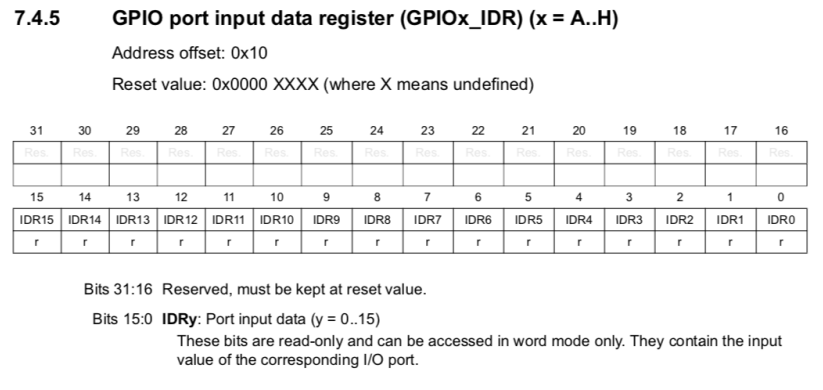 7.4.5 GPIO port input data register (GPIOx_IDR) (x = A..H)
Address offset: 0x10
Reset value: 0x0000 XXXX (where X means undefined)
31 30 29 28 27 26 25 24 23 22 21 20 19 18 17 16
Res. Res. Res. Res. Res. Res. Res. Res. Res. Res. Res. Res. Res. Res. Res. Res.
15 14 13 12 11 10 9 8 7 6 5 4 3 2 1 0
IDR15 IDR14 IDR13 IDR12 IDR11 IDR10 IDR9 IDR8 IDR7 IDR6 IDR5 IDR4 IDR3 IDR2 IDR1 IDR0
r r r r r r r r r r r r r r r r
Bits 31:16 Reserved, must be kept at reset value.
Bits 15:0 IDRy: Port input data (y = 0..15)
These bits are read-only and can be accessed in word mode only. They contain the input
value of the corresponding I/O port.